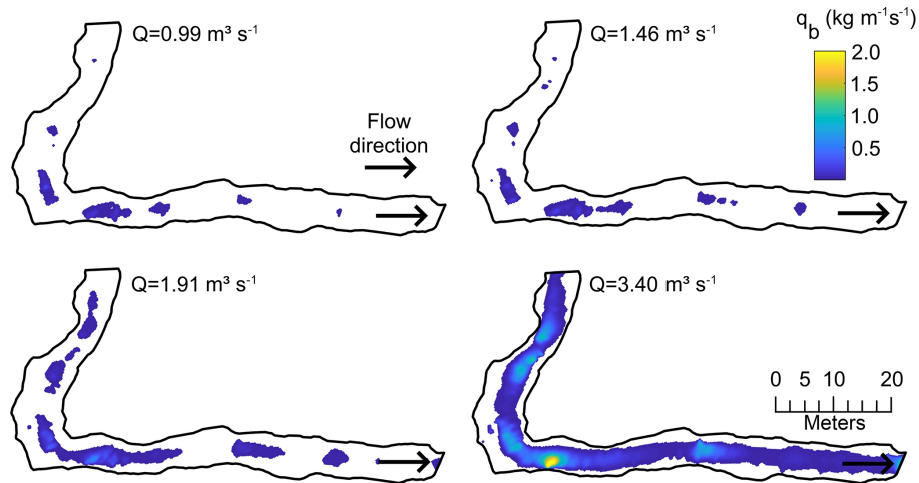 Q=0.99 m³ s⁻¹
Q=1.46 m³ s⁻¹
q_b (kg m⁻¹s⁻¹)
2.0
1.5
1.0
0.5
Flow
direction
Q=1.91 m³ s⁻¹
Q=3.40 m³ s⁻¹
0 5 10 20
Meters